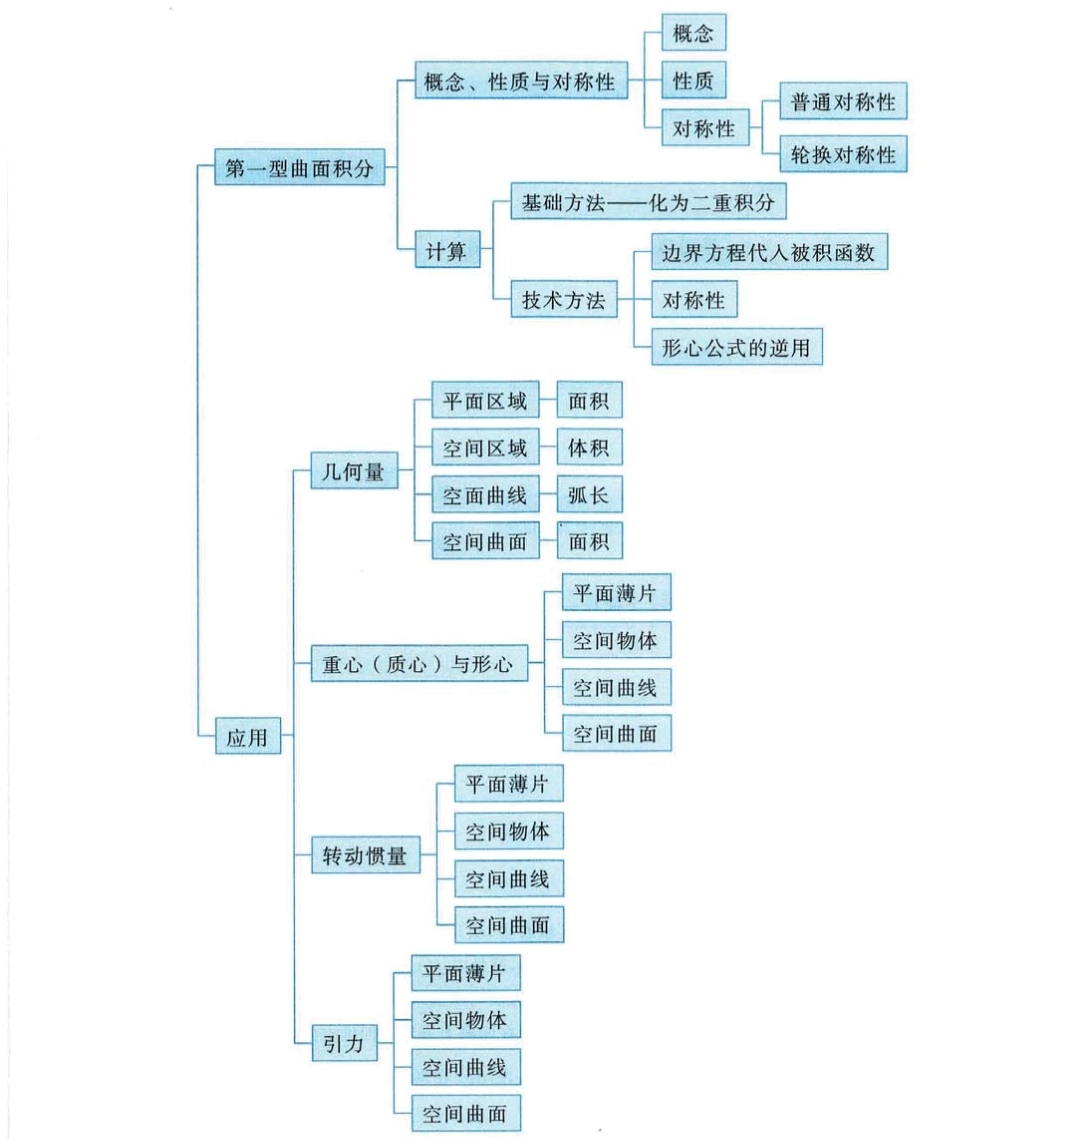 概念
概念、性质与对称性
性质
普通对称性
对称性
轮换对称性
第一型曲面积分
基础方法——化为二重积分
计算
边界方程代人被积函数
技术方法
对称性
形心公式的逆用
平面区域
面积
空间区域
体积
几何量
空面曲线
弧长
空间曲面
面积
平面薄片
空间物体
重心（质心）与形心
空间曲线
空间曲面
应用
平面薄片
空间物体
转动惯量
空间曲线
空间曲面
平面薄片
空间物体
引力
空间曲线
空间曲面